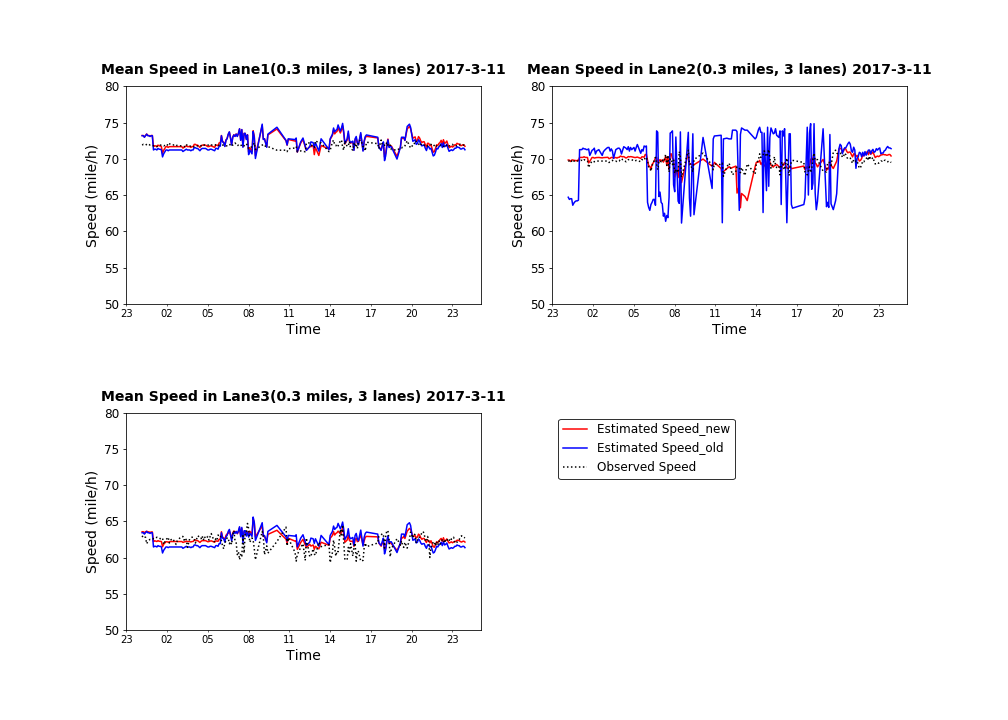 Mean Speed in Lane1(0.3 miles, 3 lanes) 2017-3-11
80
75
70
65
60
55
50
Speed (mile/h)
23 02 05 08 11 14 17 20 23
Time
Mean Speed in Lane2(0.3 miles, 3 lanes) 2017-3-11
80
75
70
65
60
55
50
Speed (mile/h)
23 02 05 08 11 14 17 20 23
Time
Mean Speed in Lane3(0.3 miles, 3 lanes) 2017-3-11
80
75
70
65
60
55
50
Speed (mile/h)
23 02 05 08 11 14 17 20 23
Time
Estimated Speed_new
Estimated Speed_old
Observed Speed